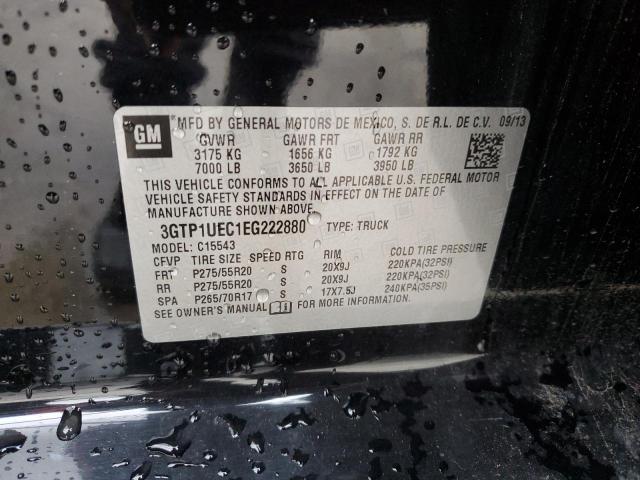 GM
MFD BY GENERAL MOTORS DE MEXICO, S. DE R.L. DE C.V. 09/13
GVWR GAWR FRT GAWR RR
3175 KG 1656 KG 1792 KG
7000 LB 3650 LB 3950 LB
THIS VEHICLE CONFORMS TO ALL APPLICABLE U.S. FEDERAL MOTOR
VEHICLE SAFETY STANDARDS IN EFFECT ON THE DATE OF
MANUFACTURE SHOWN ABOVE.
3GTP1UEC1EG222880 TYPE: TRUCK
MODEL: C15543
CFVP TIRE SIZE SPEED RTG RIM COLD TIRE PRESSURE
FRT P275/55R20 S 20X9J 220KPA(32PSI)
RR P275/55R20 S 20X9J 220KPA(32PSI)
SPA P265/70R17 S 17X7.5J 240KPA(35PSI)
SEE OWNER'S MANUAL FOR MORE INFORMATION.